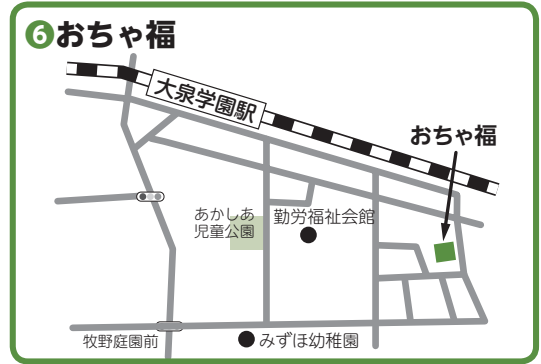 ❻おちゃ福
大泉学園駅
おちゃ福
あかしあ
児童公園
勤労福祉会館
牧野庭園前
みずほ幼稚園